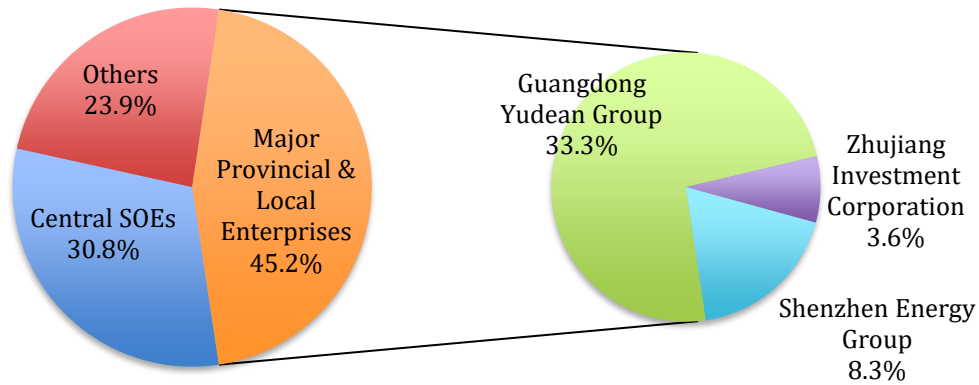 Others
23.9%
Major
Provincial &
Local
Enterprises
45.2%
Central SOEs
30.8%
Guangdong
Yudean Group
33.3%
Zhujiang
Investment
Corporation
3.6%
Shenzhen Energy
Group
8.3%